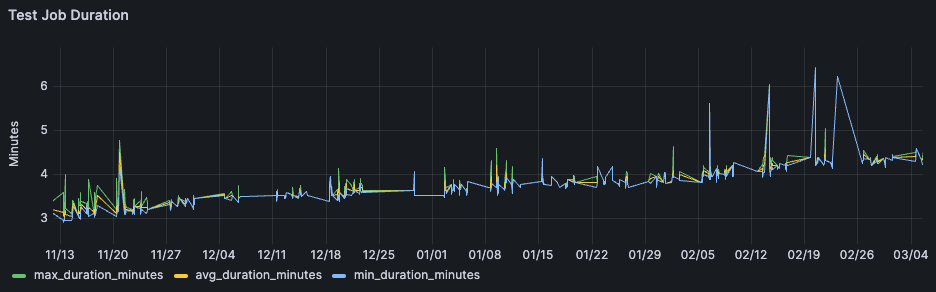 Test Job Duration
Minutes
6
5
4
3
11/13 11/20 11/27 12/04 12/11 12/18 12/25 01/01 01/08 01/15 01/22 01/29 02/05 02/12 02/19 02/26 03/04
max_duration_minutes avg_duration_minutes min_duration_minutes